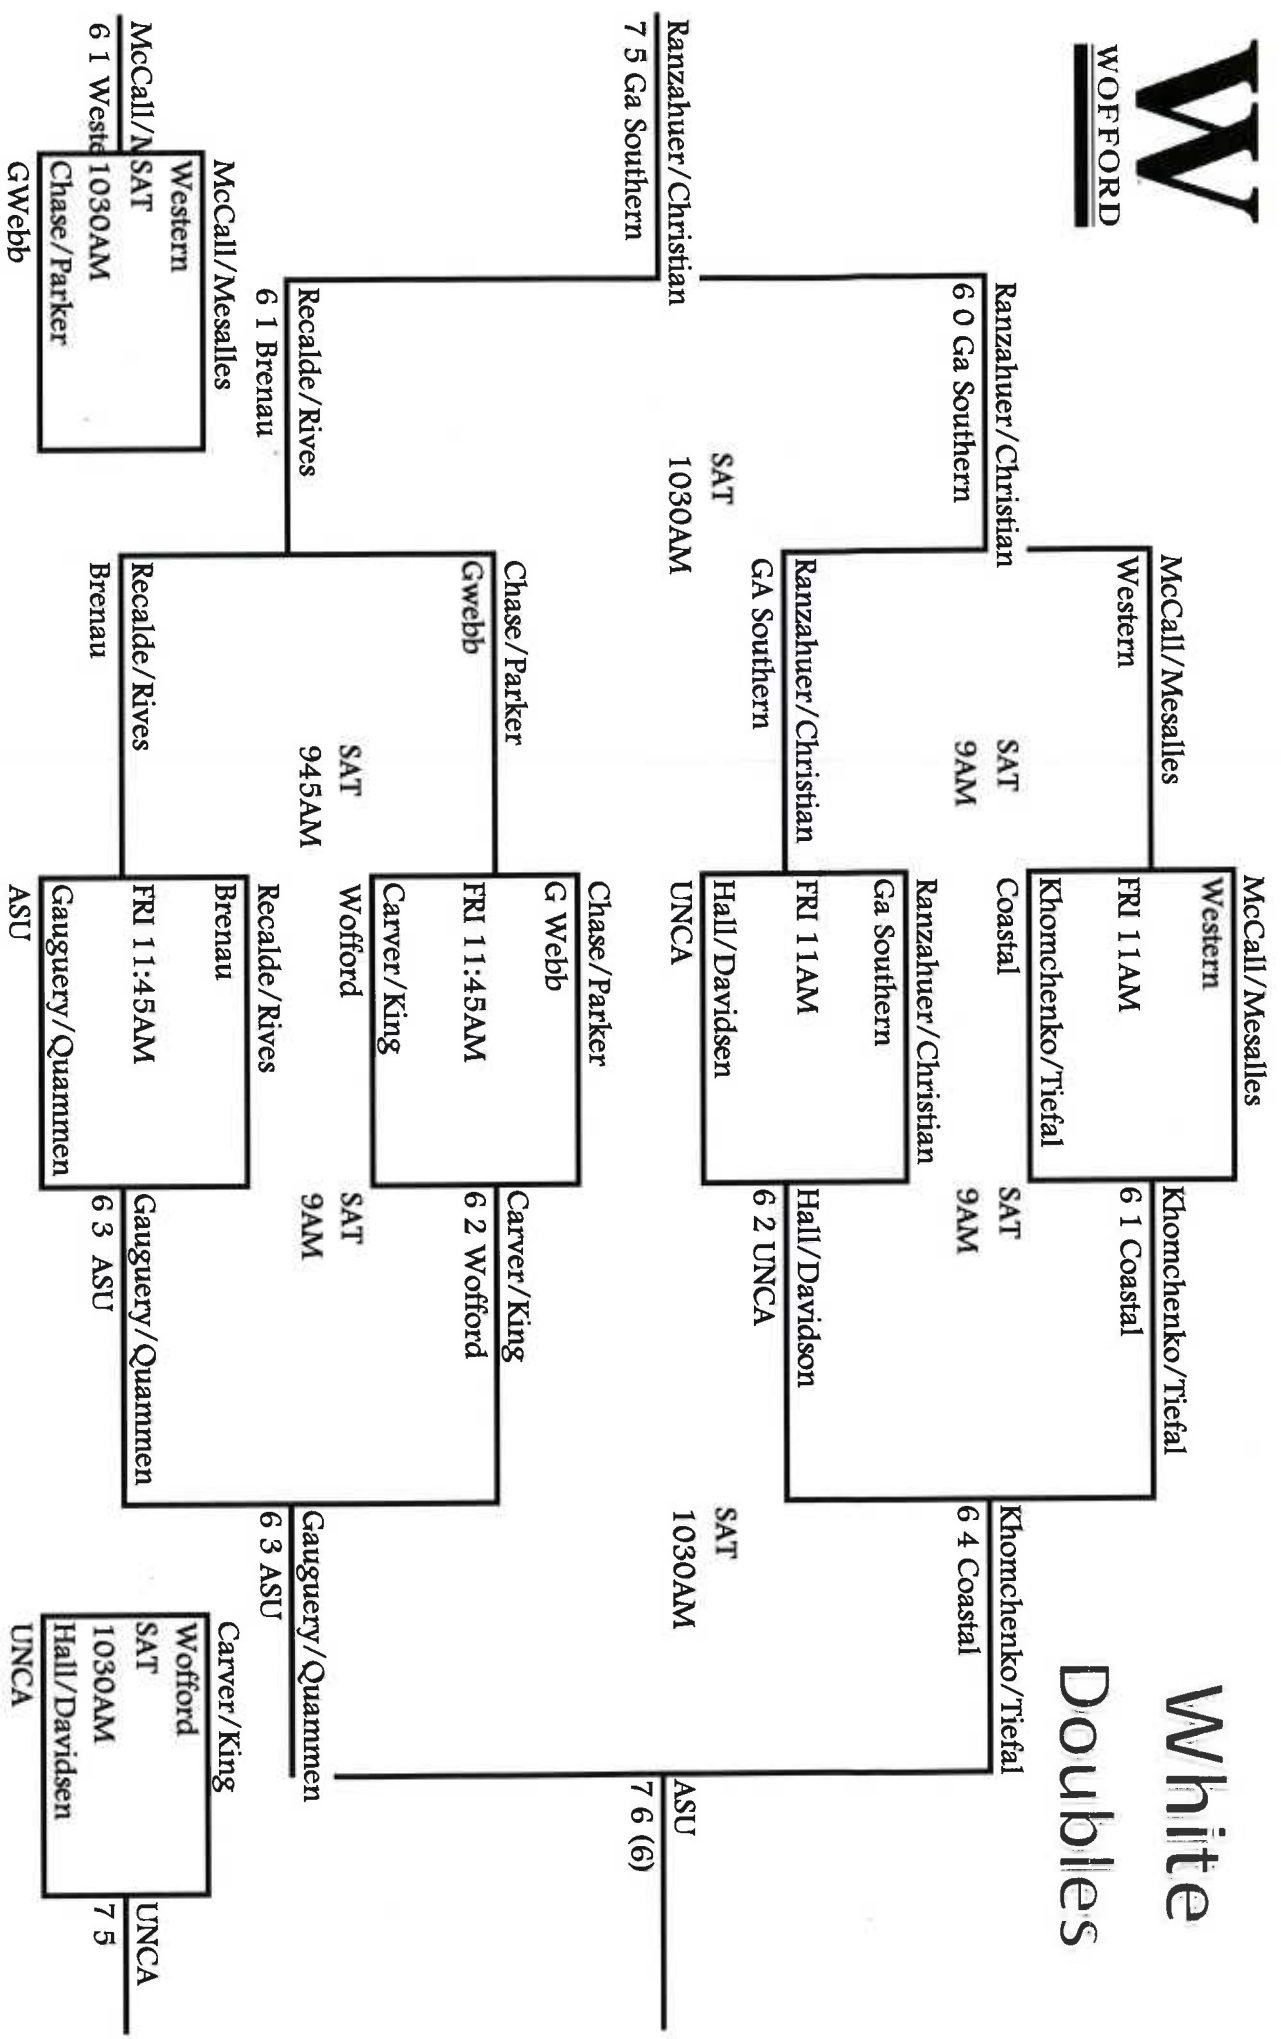 W
WOFFORD
White
Doubles
McCall/Mesalles
Western
FRI 11AM
Khomchenko/Tiefal
Coastal
McCall/Mesalles
Western
Khomchenko/Tiefal
6 1 Coastal
SAT
9AM
SAT
9AM
Ranzahuer/Christian
6 0 Ga Southern
Khomchenko/Tiefal
6 4 Coastal
Ranzahuer/Christian
Ga Southern
FRI 11AM
Hall/Davidsen
UNCA
Ranzahuer/Christian
GA Southern
Hall/Davidson
6 2 UNCA
SAT
1030AM
SAT
1030AM
Ranzahuer/Christian
7 5 Ga Southern
ASU
7 6 (6)
Chase/Parker
G Webb
FRI 11:45AM
Carver/King
Wofford
Chase/Parker
Gwebb
Carver/King
6 2 Wofford
SAT
945AM
SAT
9AM
Recalde/Rives
6 1 Brenau
Gauguery/Quammen
6 3 ASU
Recalde/Rives
Brenau
FRI 11:45AM
Gauguery/Quammen
ASU
Recalde/Rives
Brenau
Gauguery/Quammen
6 3 ASU
McCall/Mesalles
Western
SAT
1030AM
Chase/Parker
GWebb
McCall/M
6 1 Weste
Carver/King
Wofford
SAT
1030AM
Hall/Davidsen
UNCA
UNCA
7 5